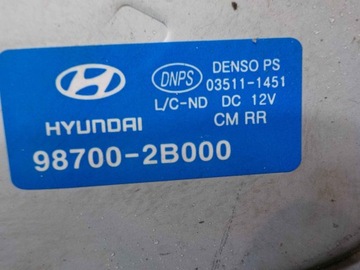 DNPS
DENSO PS
03511-1451
L/C-ND DC 12V
HYUNDAI
CM RR
98700-2B000